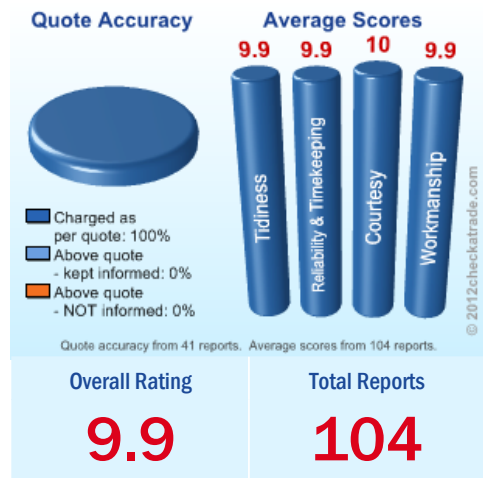 Quote Accuracy
Average Scores
9.9
9.9
10
9.9
Tidiness
Reliability & Timekeeping
Courtesy
Workmanship
Charged as
per quote: 100%
Above quote
- kept informed: 0%
Above quote
- NOT informed: 0%
© 2012checkatrade.com
Quote accuracy from 41 reports. Average scores from 104 reports.
Overall Rating
9.9
Total Reports
104